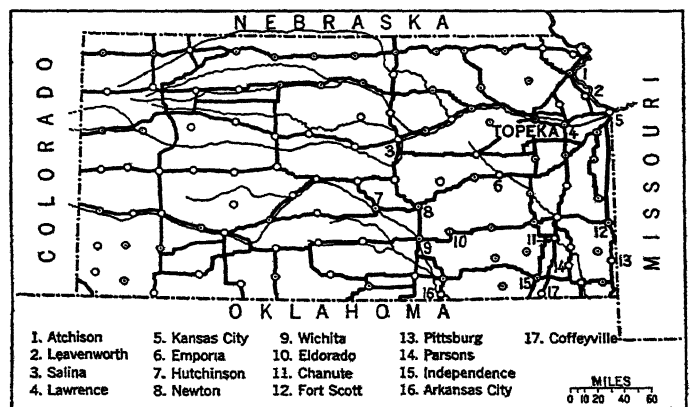 NEBRASKA
COLORADO
MISSOURI
1
2
5
TOPEKA
4
3
6
7
8
9
10
11
12
13
14
15
16
17
OKLAHOMA
1. Atchison
2. Leavenworth
3. Salina
4. Lawrence
5. Kansas City
6. Emporia
7. Hutchinson
8. Newton
9. Wichita
10. Eldorado
11. Chanute
12. Fort Scott
13. Pittsburg
14. Parsons
15. Independence
16. Arkansas City
17. Coffeyville
MILES
0 10 20 40 60